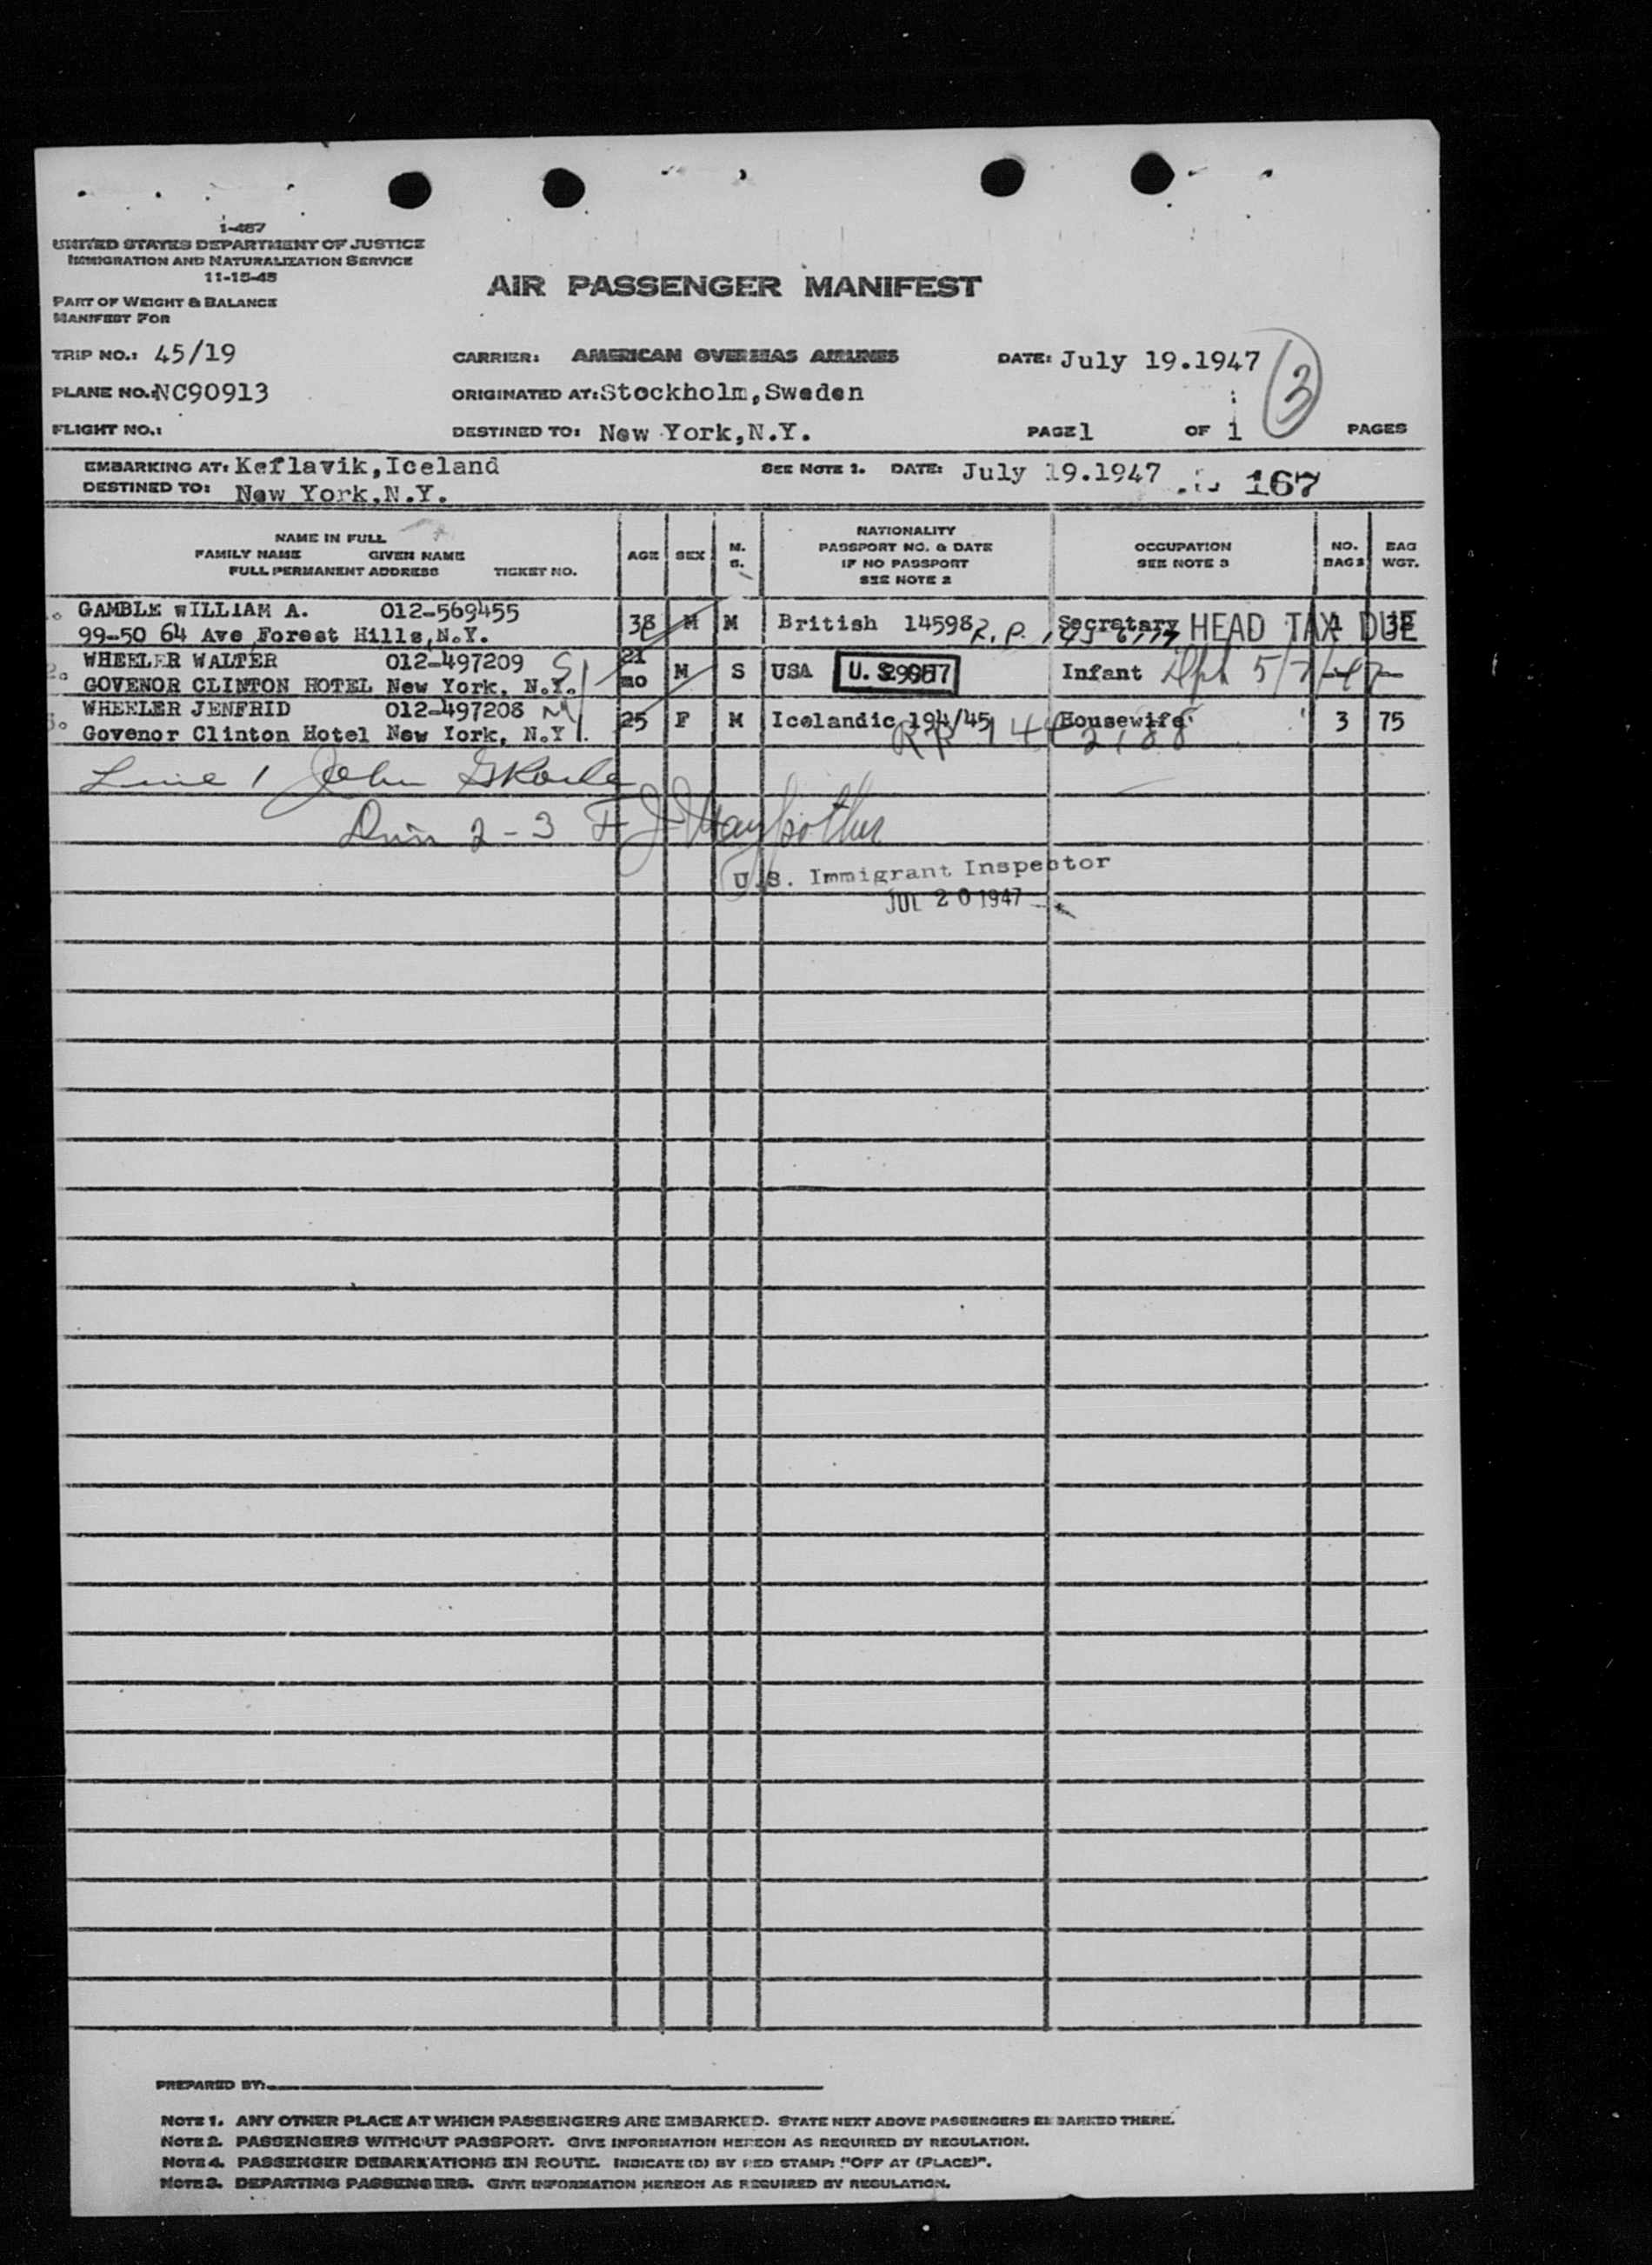 I-467
UNITED STATES DEPARTMENT OF JUSTICE
IMMIGRATION AND NATURALIZATION SERVICE
11-15-45
AIR PASSENGER MANIFEST
PART OF WEIGHT & BALANCE
MANIFEST FOR
TRIP NO.: 45/19 CARRIER: AMERICAN OVERSEAS AIRLINES DATE: July 19.1947
3
PLANE NO.: NC90913 ORIGINATED AT: Stockholm, Sweden
FLIGHT NO.: DESTINED TO: New York, N.Y. PAGE 1 OF 1 PAGES
EMBARKING AT: Keflavik, Iceland SEE NOTE 1. DATE: July 19.1947
DESTINED TO: New York, N.Y. 167
NAME IN FULL
FAMILY NAME GIVEN NAME
FULL PERMANENT ADDRESS TICKET NO.
AGE
SEX
M.
S.
NATIONALITY
PASSPORT NO. & DATE
IF NO PASSPORT
SEE NOTE 2
OCCUPATION
SEE NOTE 3
NO.
BAGS
BAG
WGT.
GAMBLE WILLIAM A. 012-569455 38 M M British 14598 R.P. Secretary HEAD TAX DUE 1 38
99-50 64 Ave Forest Hills, N.Y.
WHEELER WALTER 012-497209 21 mo M S USA U.S. Infant 5/7/47
GOVENOR CLINTON HOTEL New York, N.Y.
WHEELER JENFRID 012-497208 25 F M Icelandic 194/45 Housewife 3 75
Govenor Clinton Hotel New York, N.Y.
Line 1 John
2-3 F J
U.S. Immigrant Inspector
JUL 20 1947
PREPARED BY:
NOTE 1. ANY OTHER PLACE AT WHICH PASSENGERS ARE EMBARKED. STATE NEXT ABOVE PASSENGERS EMBARKED THERE.
NOTE 2. PASSENGERS WITHOUT PASSPORT. GIVE INFORMATION HEREON AS REQUIRED BY REGULATION.
NOTE 4. PASSENGER DEBARKATIONS EN ROUTE. INDICATE (D) BY RED STAMP: "OFF AT (PLACE)".
NOTE 3. DEPARTING PASSENGERS. GIVE INFORMATION HEREON AS REQUIRED BY REGULATION.